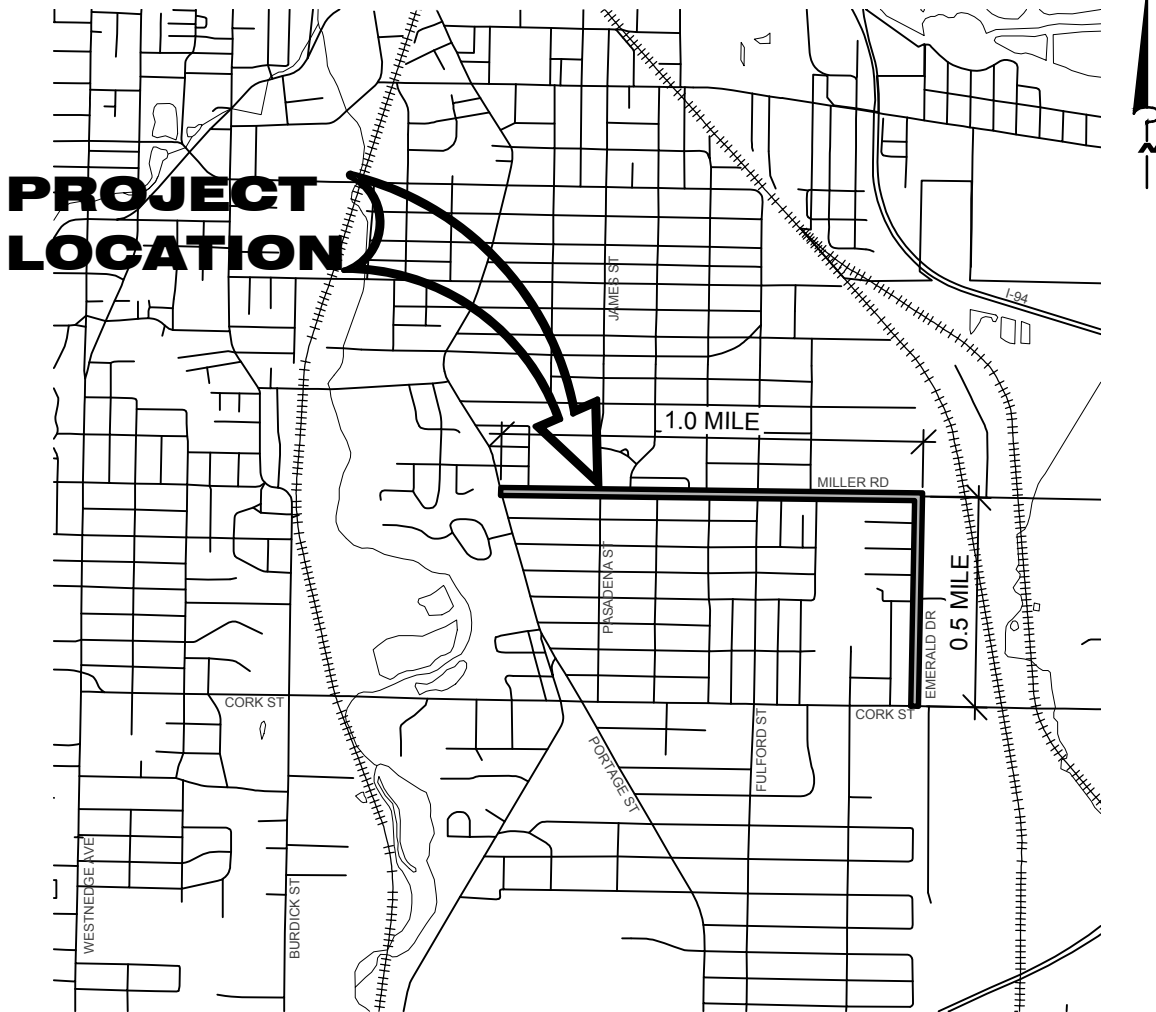 PROJECT
LOCATION
JAMES ST
I-94
1.0 MILE
MILLER RD
PASADENA ST
EMERALD DR
0.5 MILE
CORK ST
CORK ST
PORTAGE ST
FULFORD ST
WESTNEDGE AVE
BURDICK ST